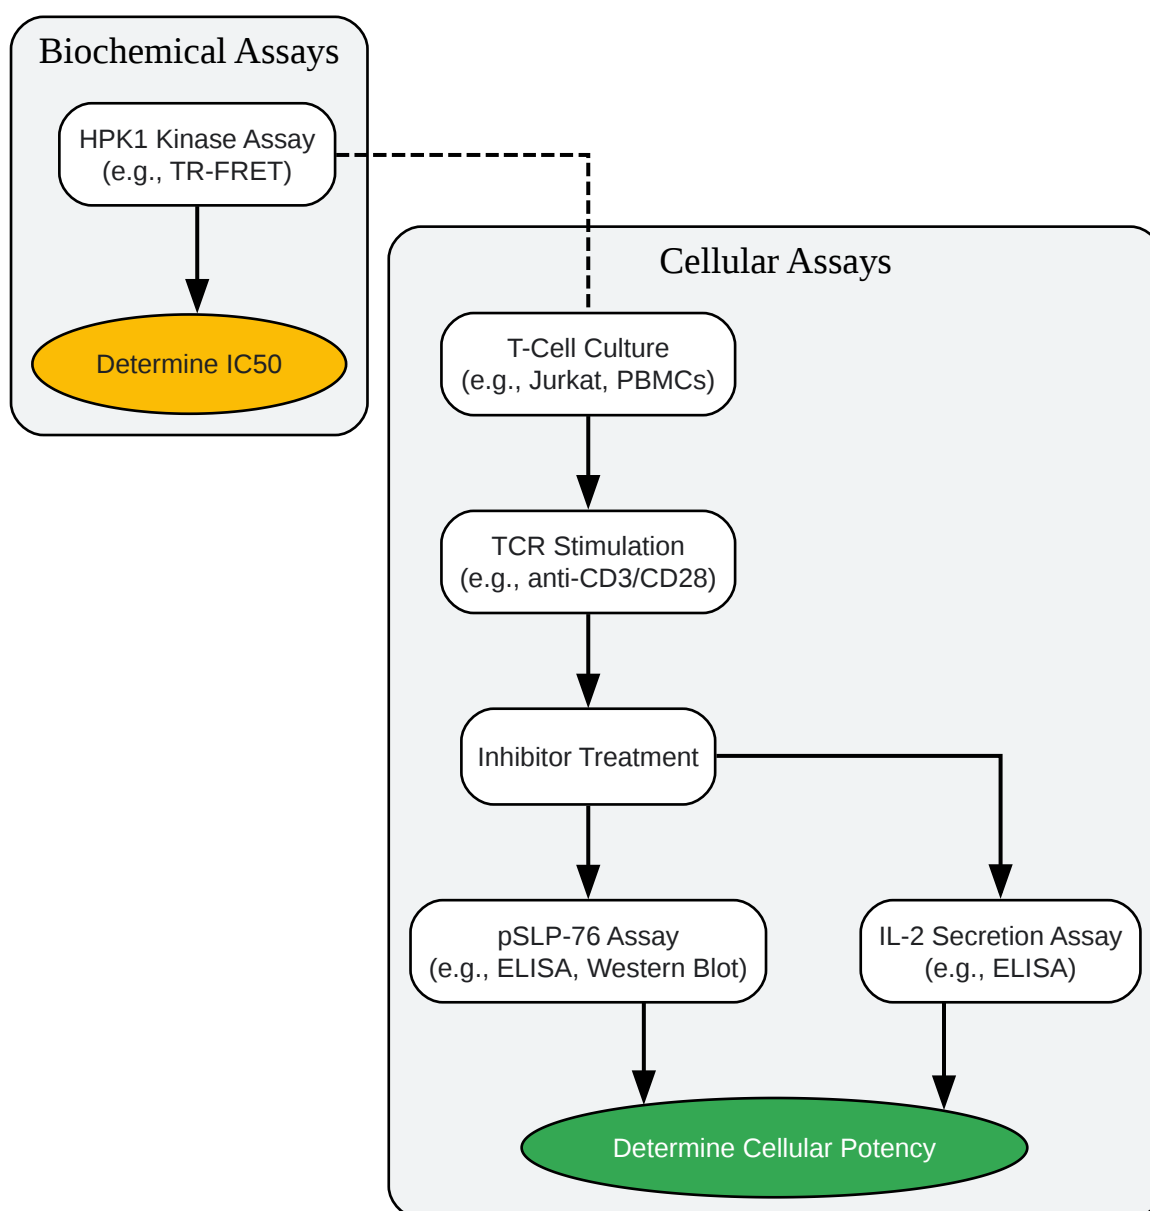 Biochemical Assays
HPK1 Kinase Assay
(e.g., TR-FRET)
Determine IC50
Cellular Assays
T-Cell Culture
(e.g., Jurkat, PBMCs)
TCR Stimulation
(e.g., anti-CD3/CD28)
Inhibitor Treatment
pSLP-76 Assay
(e.g., ELISA, Western Blot)
IL-2 Secretion Assay
(e.g., ELISA)
Determine Cellular Potency